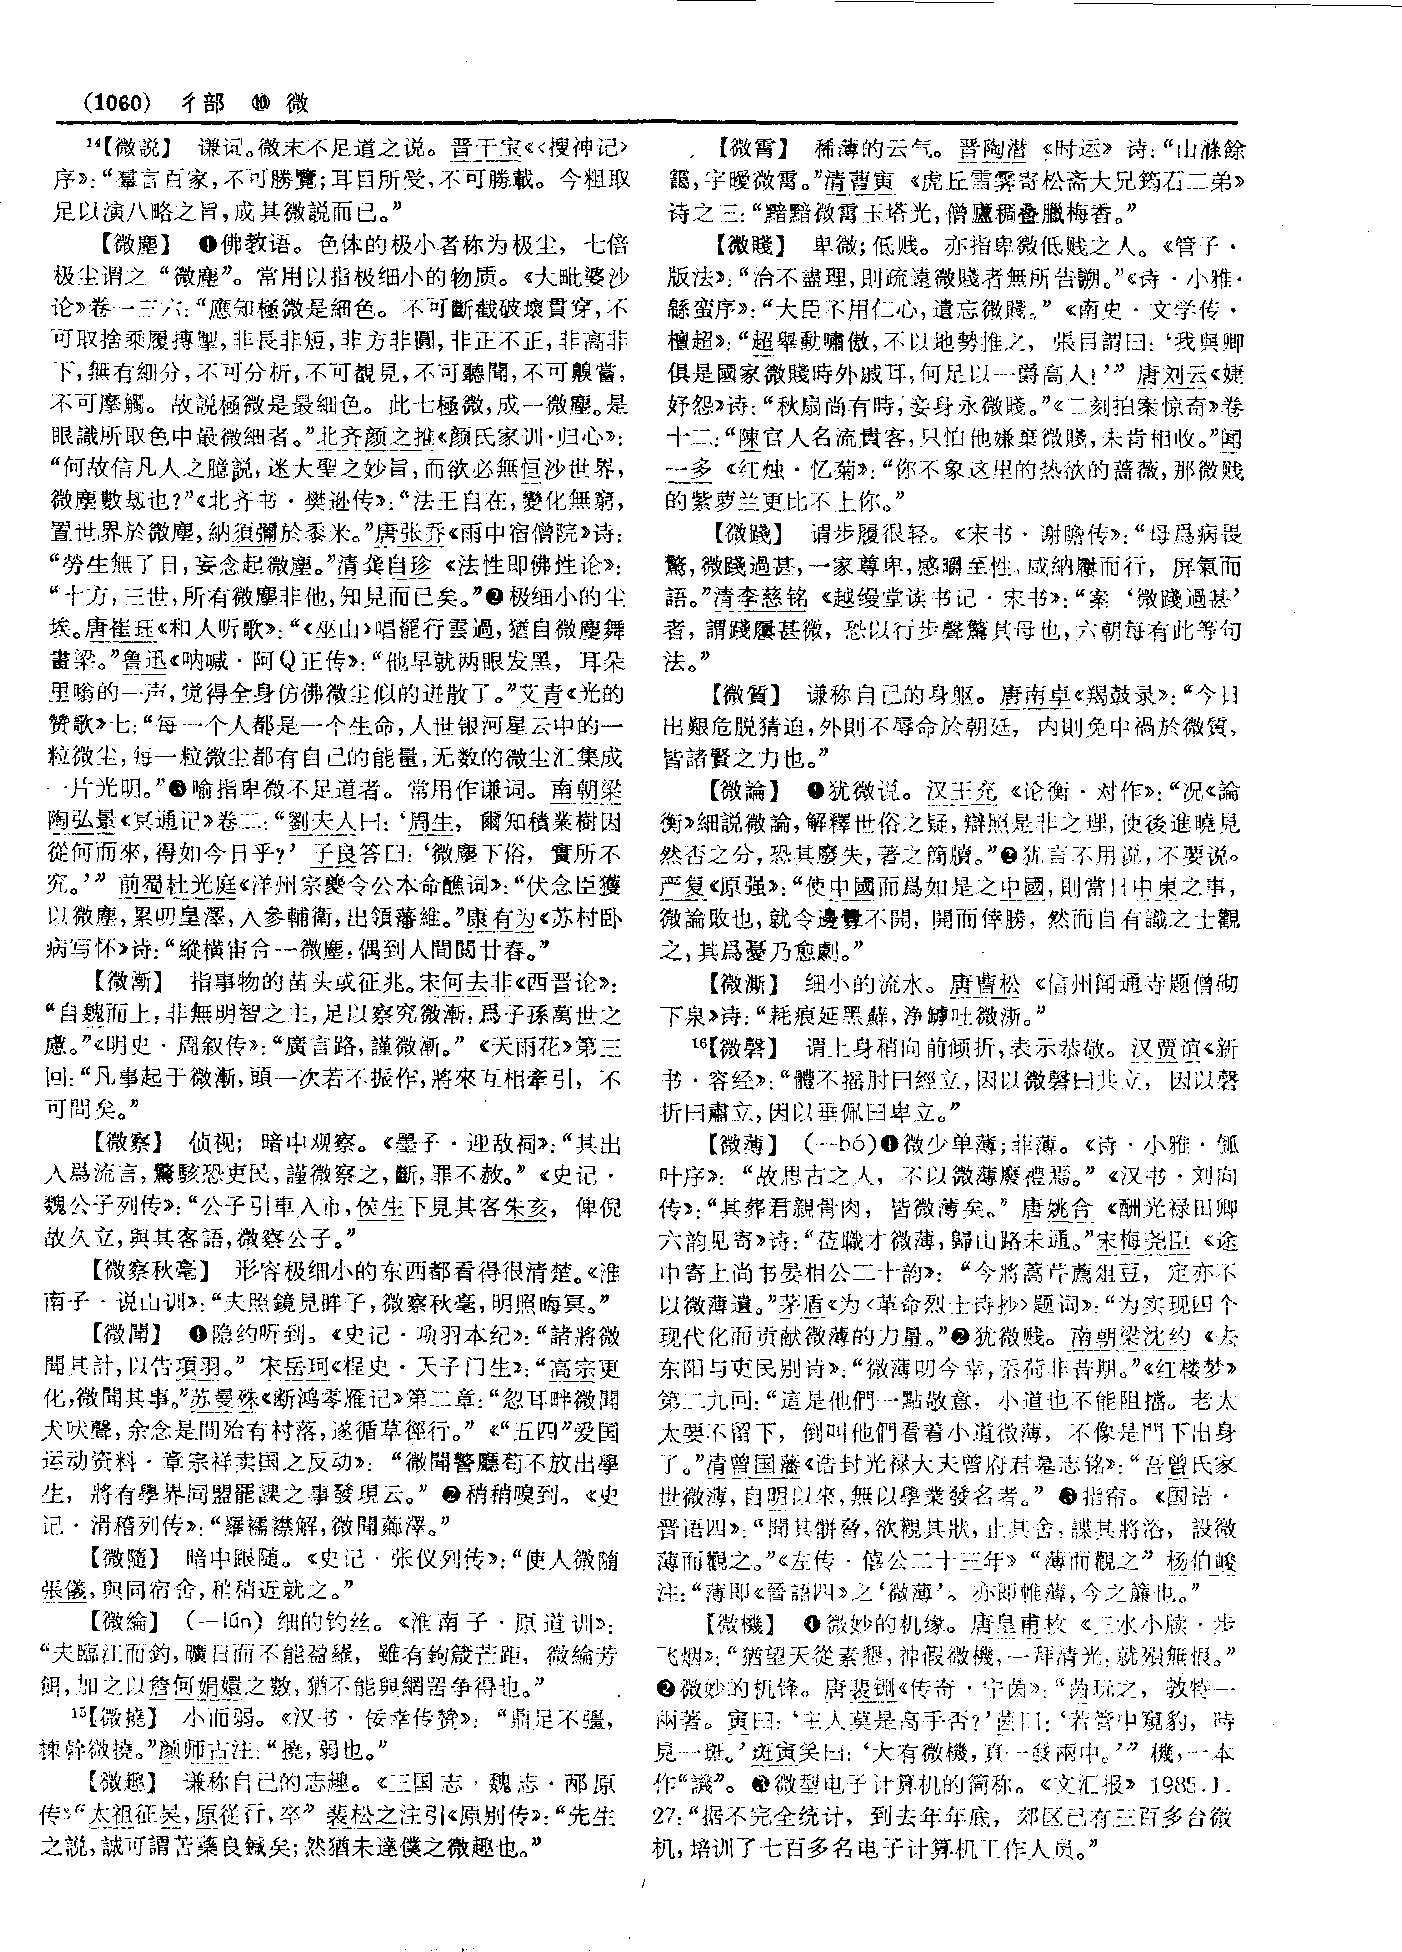 (1060) 彳部 ⑩ 微
¹⁴【微説】 谦词。微末不足道之说。晋干宝《〈搜神记〉
序》：“羣言百家，不可勝覽；耳目所受，不可勝載。今粗取
足以演八略之旨，成其微説而已。”
【微塵】 ❶佛教语。色体的极小者称为极尘，七倍
极尘谓之“微塵”。常用以指极细小的物质。《大毗婆沙
论》卷一三六：“應知極微是細色。不可斷截破壞貫穿，不
可取捨乘履摶掣，非長非短，非方非圓，非正不正，非高非
下，無有細分，不可分析，不可覩見，不可聽聞，不可齅嘗，
不可摩觸。故説極微是最細色。此七極微，成一微塵。是
眼識所取色中最微細者。”北齐颜之推《颜氏家训·归心》：
“何故信凡人之臆説，迷大聖之妙旨，而欲必無恒沙世界，
微塵數劫也？”《北齐书·樊逊传》：“法王自在，變化無窮，
置世界於微塵，納須彌於黍米。”唐张乔《雨中宿僧院》诗：
“勞生無了日，妄念起微塵。”清龚自珍《法性即佛性论》：
“十方，三世，所有微塵非他，知見而已矣。”❷极细小的尘
埃。唐崔珏《和人听歌》：“《巫山》唱罷行雲過，猶自微塵舞
畫梁。”鲁迅《呐喊·阿Q正传》：“他早就两眼发黑，耳朵
里嗡的一声，觉得全身仿佛微尘似的迸散了。”艾青《光的
赞歌》七：“每一个人都是一个生命，人世银河星云中的一
粒微尘，每一粒微尘都有自己的能量，无数的微尘汇集成
一片光明。”❸喻指卑微不足道者。常用作谦词。南朝梁
陶弘景《冥通记》卷二：“劉夫人曰：‘周生，爾知積業樹因
從何而來，得如今日乎？’子良答曰：‘微塵下俗，實所不
究。’”前蜀杜光庭《洋州宗夔令公本命醮词》：“伏念臣獲
以微塵，累叨皇澤，入參輔衛，出領藩維。”康有为《苏村卧
病写怀》诗：“縱横宙合一微塵，偶到人間閲廿春。”
【微漸】 指事物的苗头或征兆。宋何去非《西晋论》：
“自魏而上，非無明智之主，足以察究微漸，爲子孫萬世之
慮。”《明史·周叙传》：“廣言路，謹微漸。”《天雨花》第三
回：“凡事起于微漸，頭一次若不振作，將來互相牽引，不
可問矣。”
【微察】 侦视；暗中观察。《墨子·迎敌祠》：“其出
入爲流言，驚駭恐吏民，謹微察之，斷，罪不赦。”《史记·
魏公子列传》：“公子引車入市，侯生下見其客朱亥，俾倪
故久立，與其客語，微察公子。”
【微察秋毫】 形容极细小的东西都看得很清楚。《淮
南子·说山训》：“夫照鏡見眸子，微察秋毫，明照晦冥。”
【微聞】 ❶隐约听到。《史记·项羽本纪》：“諸將微
聞其計，以告項羽。”宋岳珂《桯史·天子门生》：“高宗更
化，微聞其事。”苏曼殊《断鸿零雁记》第二章：“忽耳畔微聞
犬吠聲，余念是間殆有村落，遂循草徑行。”《“五四”爱国
运动资料·章宗祥卖国之反动》：“微聞警廳苟不放出學
生，將有學界同盟罷課之事發現云。”❷稍稍嗅到。《史
记·滑稽列传》：“羅襦襟解，微聞薌澤。”
【微隨】 暗中跟随。《史记·张仪列传》：“使人微隨
張儀，與同宿舍，稍稍近就之。”
【微綸】 (—lún) 细的钓丝。《淮南子·原道训》：
“夫臨江而釣，曠日而不能盈羅，雖有鉤箴芒距，微綸芳
餌，加之以詹何娟嬛之數，猶不能與網罟争得也。”
¹⁵【微撓】 小而弱。《汉书·佞幸传赞》：“鼎足不彊，
棟幹微撓。”颜师古注：“撓，弱也。”
【微趣】 谦称自己的志趣。《三国志·魏志·邴原
传》“太祖征吴，原從行，卒”裴松之注引《原别传》：“先生
之説，誠可謂苦藥良鍼矣；然猶未達僕之微趣也。”
【微霄】 稀薄的云气。晋陶潜《时运》诗：“山滌餘
靄，宇曖微霄。”清曹寅《虎丘雪霁寄松斋大兄筠石二弟》
诗之三：“黯黯微霄玉塔光，僧廬稠叠臘梅香。”
【微賤】 卑微；低贱。亦指卑微低贱之人。《管子·
版法》：“治不盡理，則疏遠微賤者無所告愬。”《诗·小雅·
緜蛮序》：“大臣不用仁心，遺忘微賤。”《南史·文学传·
檀超》：“超舉動嘯傲，不以地勢推之，張目謂曰：‘我與卿
俱是國家微賤時外戚耳，何足以一爵高人！’”唐刘云《婕
妤怨》诗：“秋扇尚有時，妾身永微賤。”《二刻拍案惊奇》卷
十二：“陳官人名流貴客，只怕他嫌棄微賤，未肯相收。”闻
一多《红烛·忆菊》：“你不象这里的热欲的蔷薇，那微贱
的紫萝兰更比不上你。”
【微踐】 谓步履很轻。《宋书·谢瞻传》：“母爲病畏
驚，微踐過甚，一家尊卑，感瞻至性，咸納屨而行，屏氣而
語。”清李慈铭《越缦堂读书记·宋书》：“案‘微踐過甚’
者，謂踐屨甚微，恐以行步聲驚其母也，六朝每有此等句
法。”
【微質】 谦称自己的身躯。唐南卓《羯鼓录》：“今日
出艱危脱猜迫，外則不辱命於朝廷，内則免中禍於微質，
皆諸賢之力也。”
【微論】 ❶犹微说。汉王充《论衡·对作》：“况《論
衡》細説微論，解釋世俗之疑，辯照是非之理，使後進曉見
然否之分，恐其廢失，著之簡牘。”❷犹言不用说，不要说。
严复《原强》：“使中國而爲如是之中國，則當日中東之事，
微論敗也，就令邊釁不開，開而倖勝，然而自有識之士觀
之，其爲憂乃愈劇。”
【微澌】 细小的流水。唐曹松《信州闻通寺题僧砌
下泉》诗：“耗痕延黑蘚，浄罅吐微澌。”
¹⁶【微磬】 谓上身稍向前倾折，表示恭敬。汉贾谊《新
书·容经》：“體不摇肘曰經立，因以微磬曰共立，因以磬
折曰肅立，因以垂佩曰卑立。”
【微薄】 (—bó)❶微少单薄；菲薄。《诗·小雅·瓠
叶序》：“故思古之人，不以微薄廢禮焉。”《汉书·刘向
传》：“其葬君親骨肉，皆微薄矣。”唐姚合《酬光禄田卿
六韵见寄》诗：“莅職才微薄，歸山路未通。”宋梅尧臣《途
中寄上尚书晏相公二十韵》：“今將蒿芹薦俎豆，定亦不
以微薄遺。”茅盾《为〈革命烈士诗抄〉题词》：“为实现四个
现代化而贡献微薄的力量。”❷犹微贱。南朝梁沈约《去
东阳与吏民别诗》：“微薄叨今幸，忝荷非昔期。”《红楼梦》
第二九回：“這是他們一點敬意，小道也不能阻擋。老太
太要不留下，倒叫他們看着小道微薄，不像是門下出身
了。”清曾国藩《诰封光禄大夫曾府君墓志铭》：“吾曾氏家
世微薄，自明以來，無以學業發名者。”❸指帘。《国语·
晋语四》：“聞其骿脅，欲觀其狀，止其舍，諜其將浴，設微
薄而觀之。”《左传·僖公二十三年》“薄而觀之”杨伯峻
注：“薄即《晉語四》之‘微薄’。亦即帷薄，今之簾也。”
【微機】 ❶微妙的机缘。唐皇甫枚《三水小牍·步
飞烟》：“猶望天從素懇，神假微機，一拜清光，就殞無恨。”
❷微妙的机锋。唐裴铏《传奇·宁茵》：“茵玩之，敦特一
兩著。寅曰：‘主人莫是高手否？’茵曰：‘若管中窺豹，時
見一斑。’斑寅笑曰：‘大有微機，真一發兩中。’”機，一本
作“譏”。❸微型电子计算机的简称。《文汇报》1985.1.
27：“据不完全统计，到去年年底，郊区已有三百多台微
机，培训了七百多名电子计算机工作人员。”